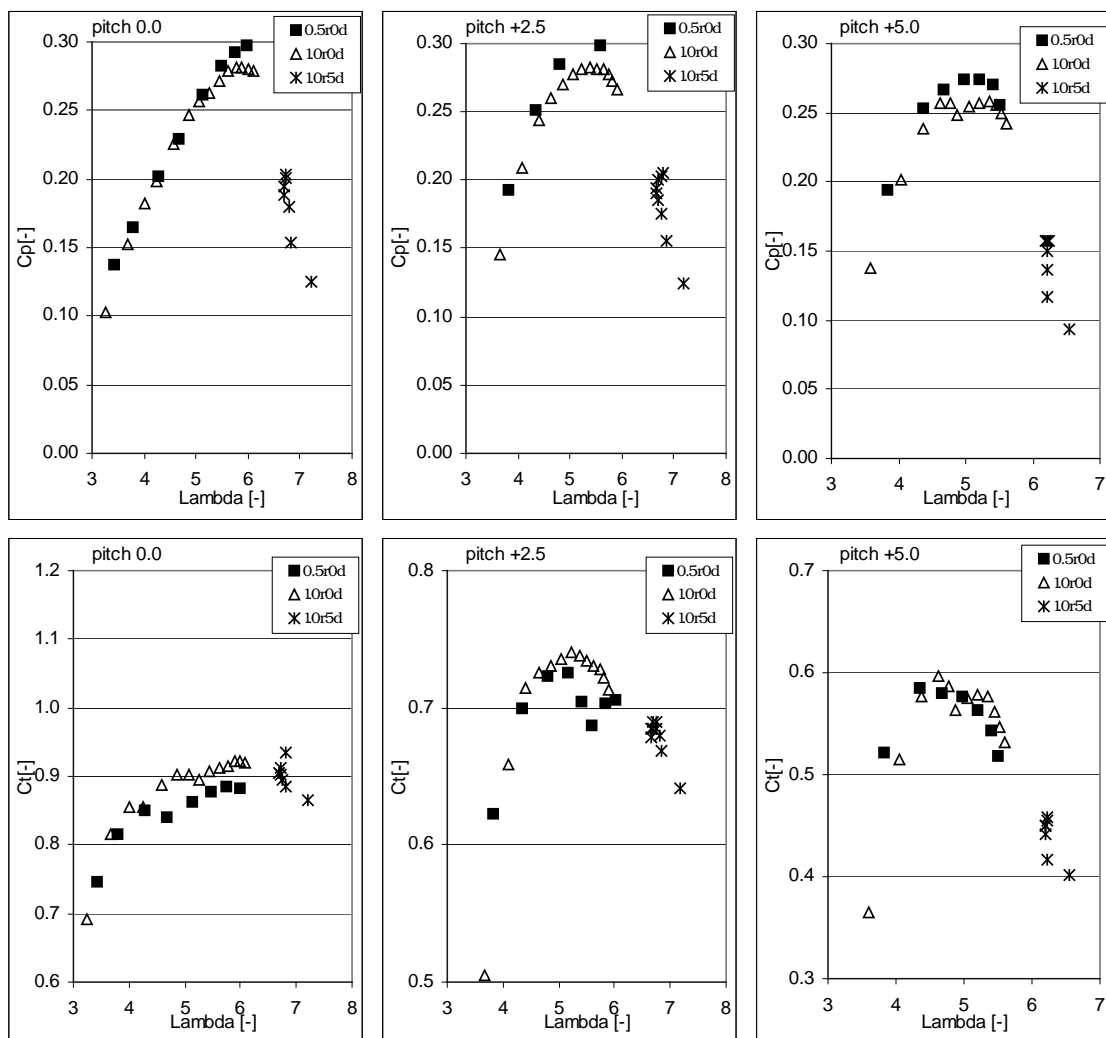 pitch 0.0
0.5r0d
10r0d
10r5d
0.30
0.25
0.20
0.15
0.10
0.05
0.00
Cp[-]
3 4 5 6 7 8
Lambda [-]
pitch +2.5
0.5r0d
10r0d
10r5d
0.30
0.25
0.20
0.15
0.10
0.05
0.00
Cp[-]
3 4 5 6 7 8
Lambda [-]
pitch +5.0
0.5r0d
10r0d
10r5d
0.30
0.25
0.20
0.15
0.10
0.05
0.00
Cp[-]
3 4 5 6 7
Lambda [-]
pitch 0.0
0.5r0d
10r0d
10r5d
1.2
1.1
1.0
0.9
0.8
0.7
0.6
Ct[-]
3 4 5 6 7 8
Lambda [-]
pitch +2.5
0.5r0d
10r0d
10r5d
0.8
0.7
0.6
0.5
Ct[-]
3 4 5 6 7 8
Lambda [-]
pitch +5.0
0.5r0d
10r0d
10r5d
0.7
0.6
0.5
0.4
0.3
Ct[-]
3 4 5 6 7
Lambda [-]